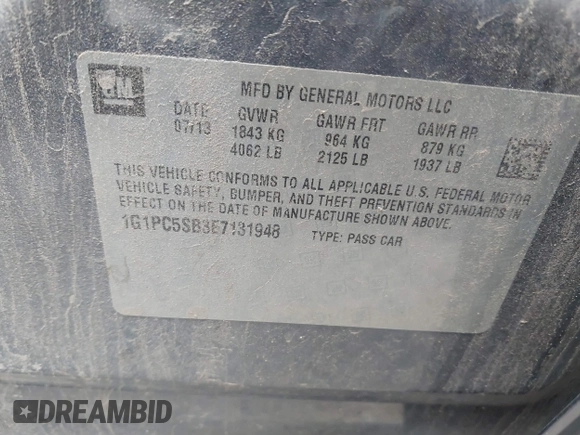 GM
MFD BY GENERAL MOTORS LLC
DATE GVWR GAWR FRT GAWR RR
07/13 1843 KG 964 KG 879 KG
4062 LB 2125 LB 1937 LB
THIS VEHICLE CONFORMS TO ALL APPLICABLE U.S. FEDERAL MOTOR
VEHICLE SAFETY, BUMPER, AND THEFT PREVENTION STANDARDS IN
EFFECT ON THE DATE OF MANUFACTURE SHOWN ABOVE.
1G1PC5SB3E7131948 TYPE: PASS CAR
DREAMBID